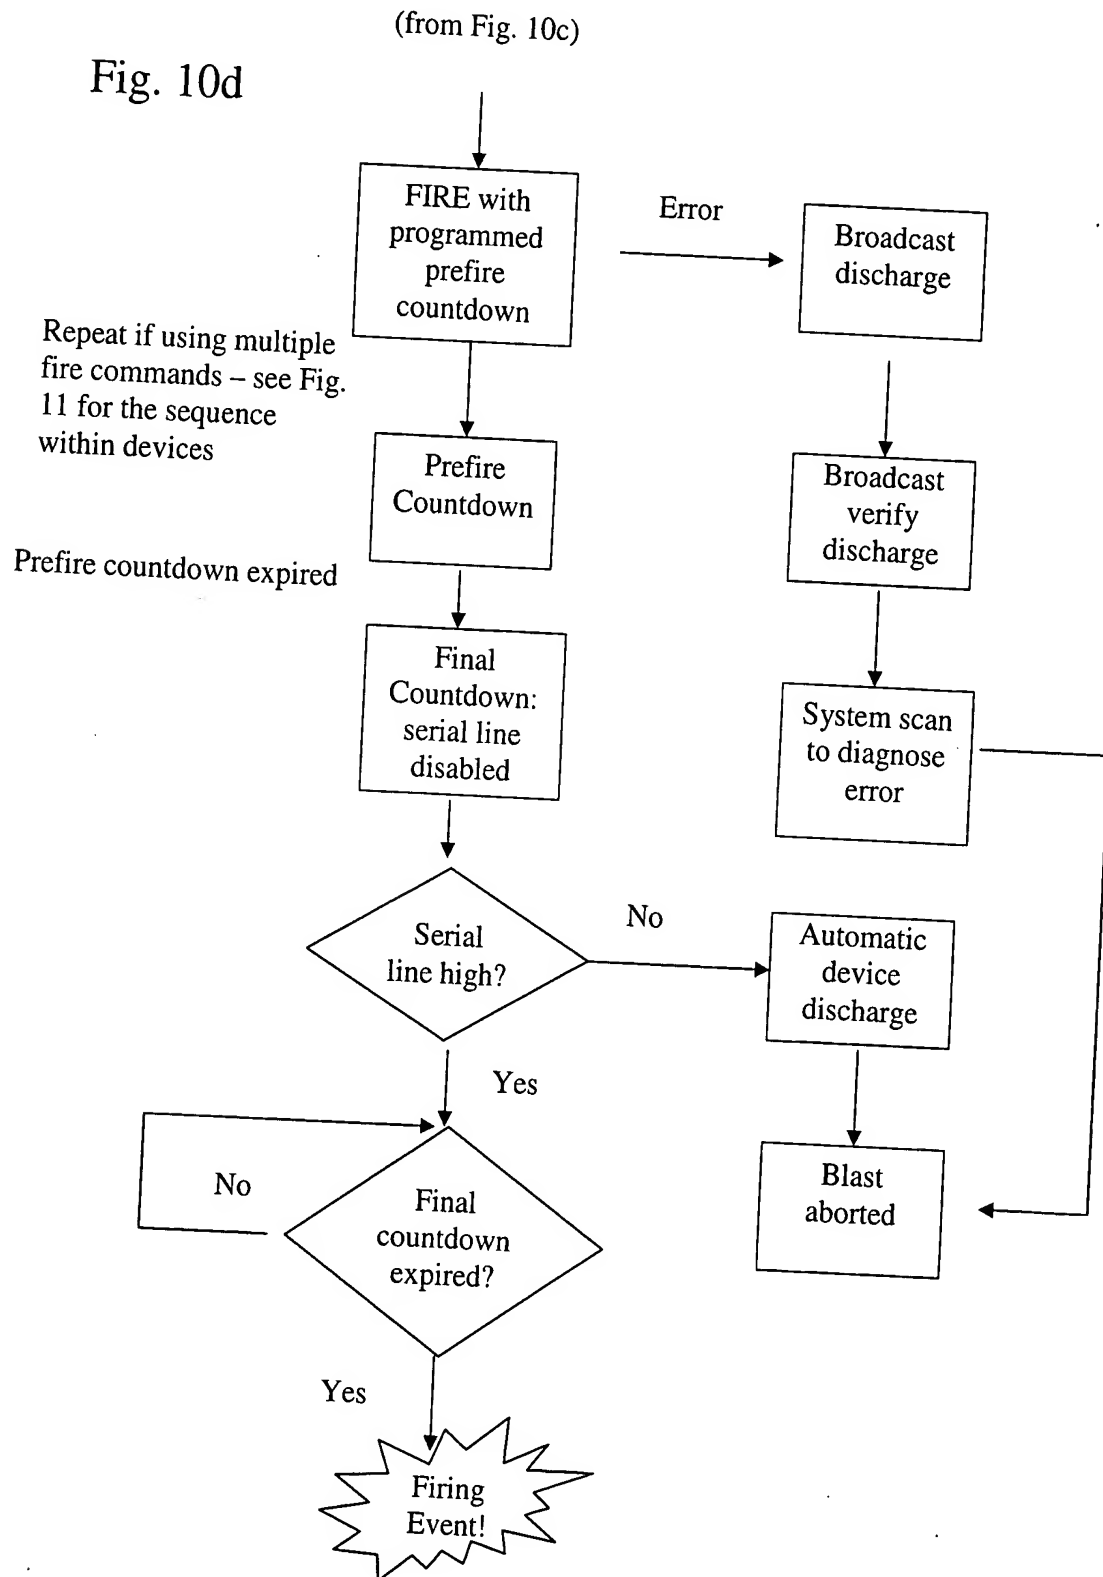 (from Fig. 10c)
Fig. 10d
FIRE with
programmed
prefire
countdown
Error
Broadcast
discharge
Repeat if using multiple
fire commands – see Fig.
11 for the sequence
within devices
Prefire
Countdown
Broadcast
verify
discharge
Prefire countdown expired
Final
Countdown:
serial line
disabled
System scan
to diagnose
error
Serial
line high?
No
Automatic
device
discharge
Yes
No
Final
countdown
expired?
Blast
aborted
Yes
Firing
Event!